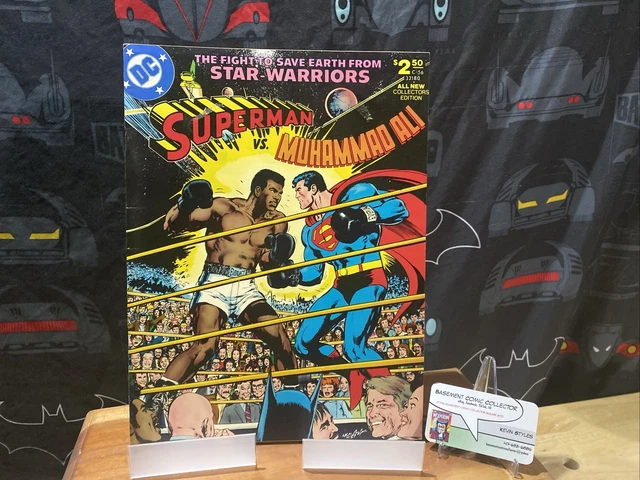 DC
THE FIGHT TO SAVE EARTH FROM
STAR-WARRIORS
$2.50
C-56
ALL NEW
COLLECTORS
EDITION
SUPERMAN
VS.
MUHAMMAD ALI
BASEMENT COMIC COLLECTOR
KEVIN STYLES